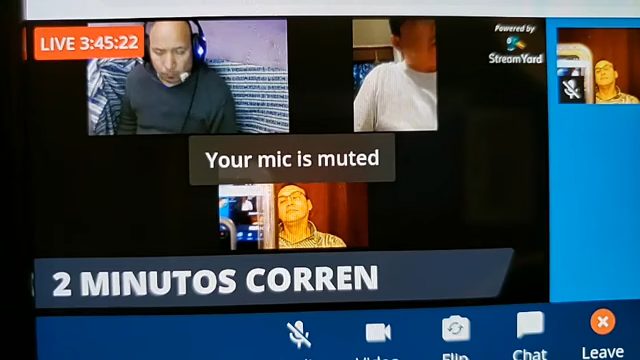 LIVE 3:45:22
Powered by
StreamYard
Your mic is muted
2 MINUTOS CORREN
Flip
Chat
Leave